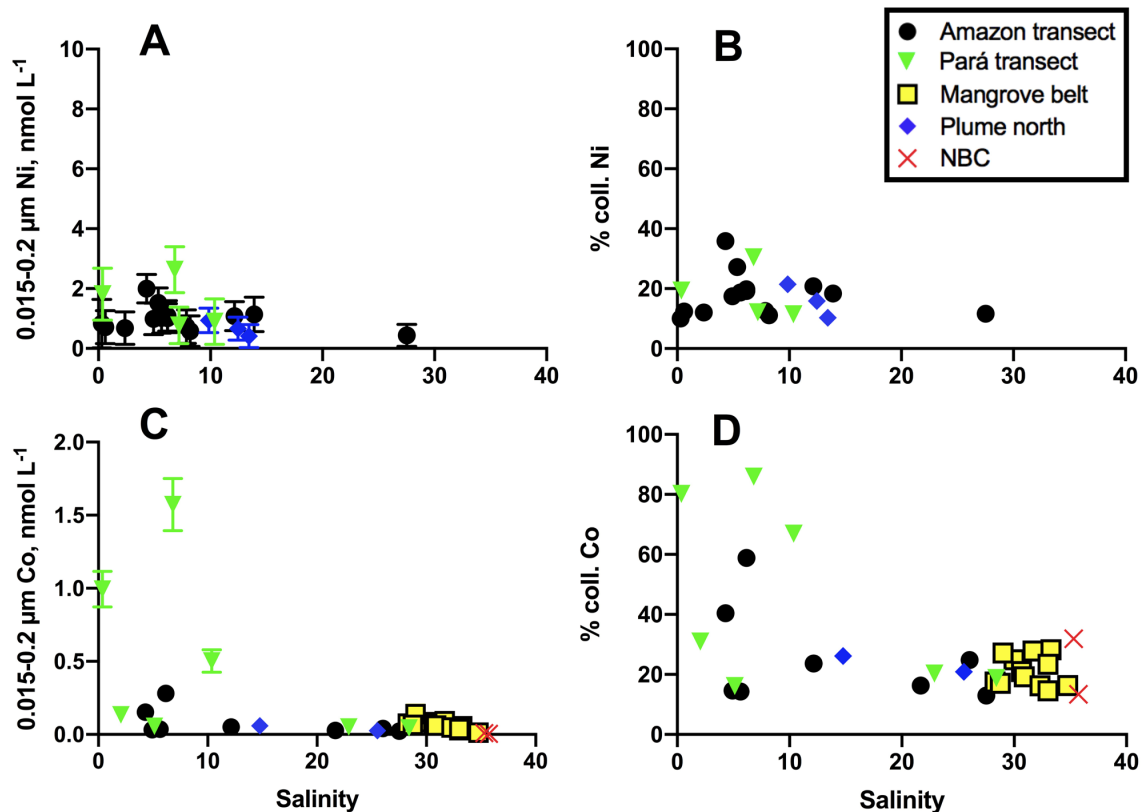 A
10
8
6
4
2
0
0.015-0.2 µm Ni, nmol L⁻¹
0 10 20 30 40
B
100
80
60
40
20
0
% coll. Ni
0 10 20 30 40
Amazon transect
Pará transect
Mangrove belt
Plume north
NBC
C
2.0
1.5
1.0
0.5
0.0
0.015-0.2 µm Co, nmol L⁻¹
0 10 20 30 40
Salinity
D
100
80
60
40
20
0
% coll. Co
0 10 20 30 40
Salinity